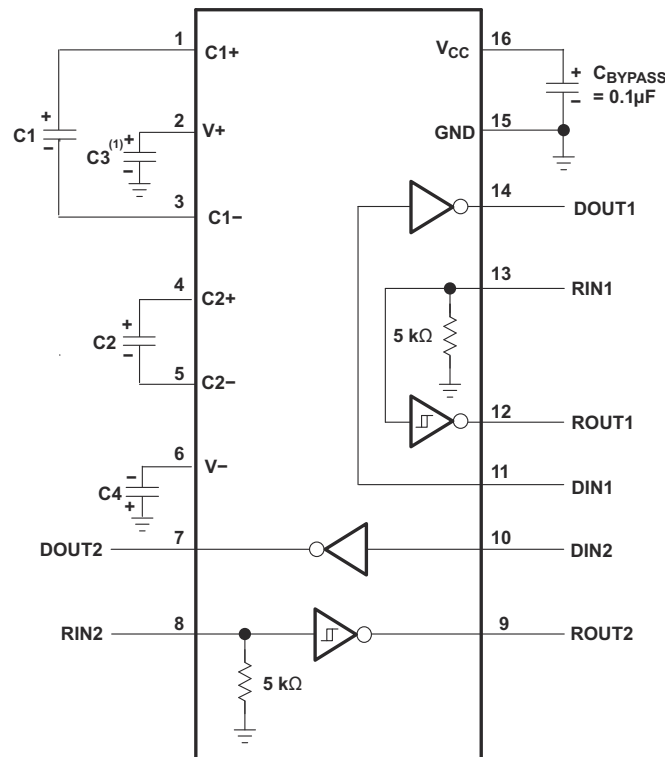 1
C1+
VCC
16
+
CBYPASS
= 0.1µF
−
+
C1
−
2
V+
C3(1)
+
−
GND
15
3
C1−
14
DOUT1
4
C2+
+
C2
−
5
C2−
13
RIN1
5 kΩ
12
ROUT1
6
V−
−
C4
+
11
DIN1
DOUT2
7
10
DIN2
RIN2
8
9
ROUT2
5 kΩ